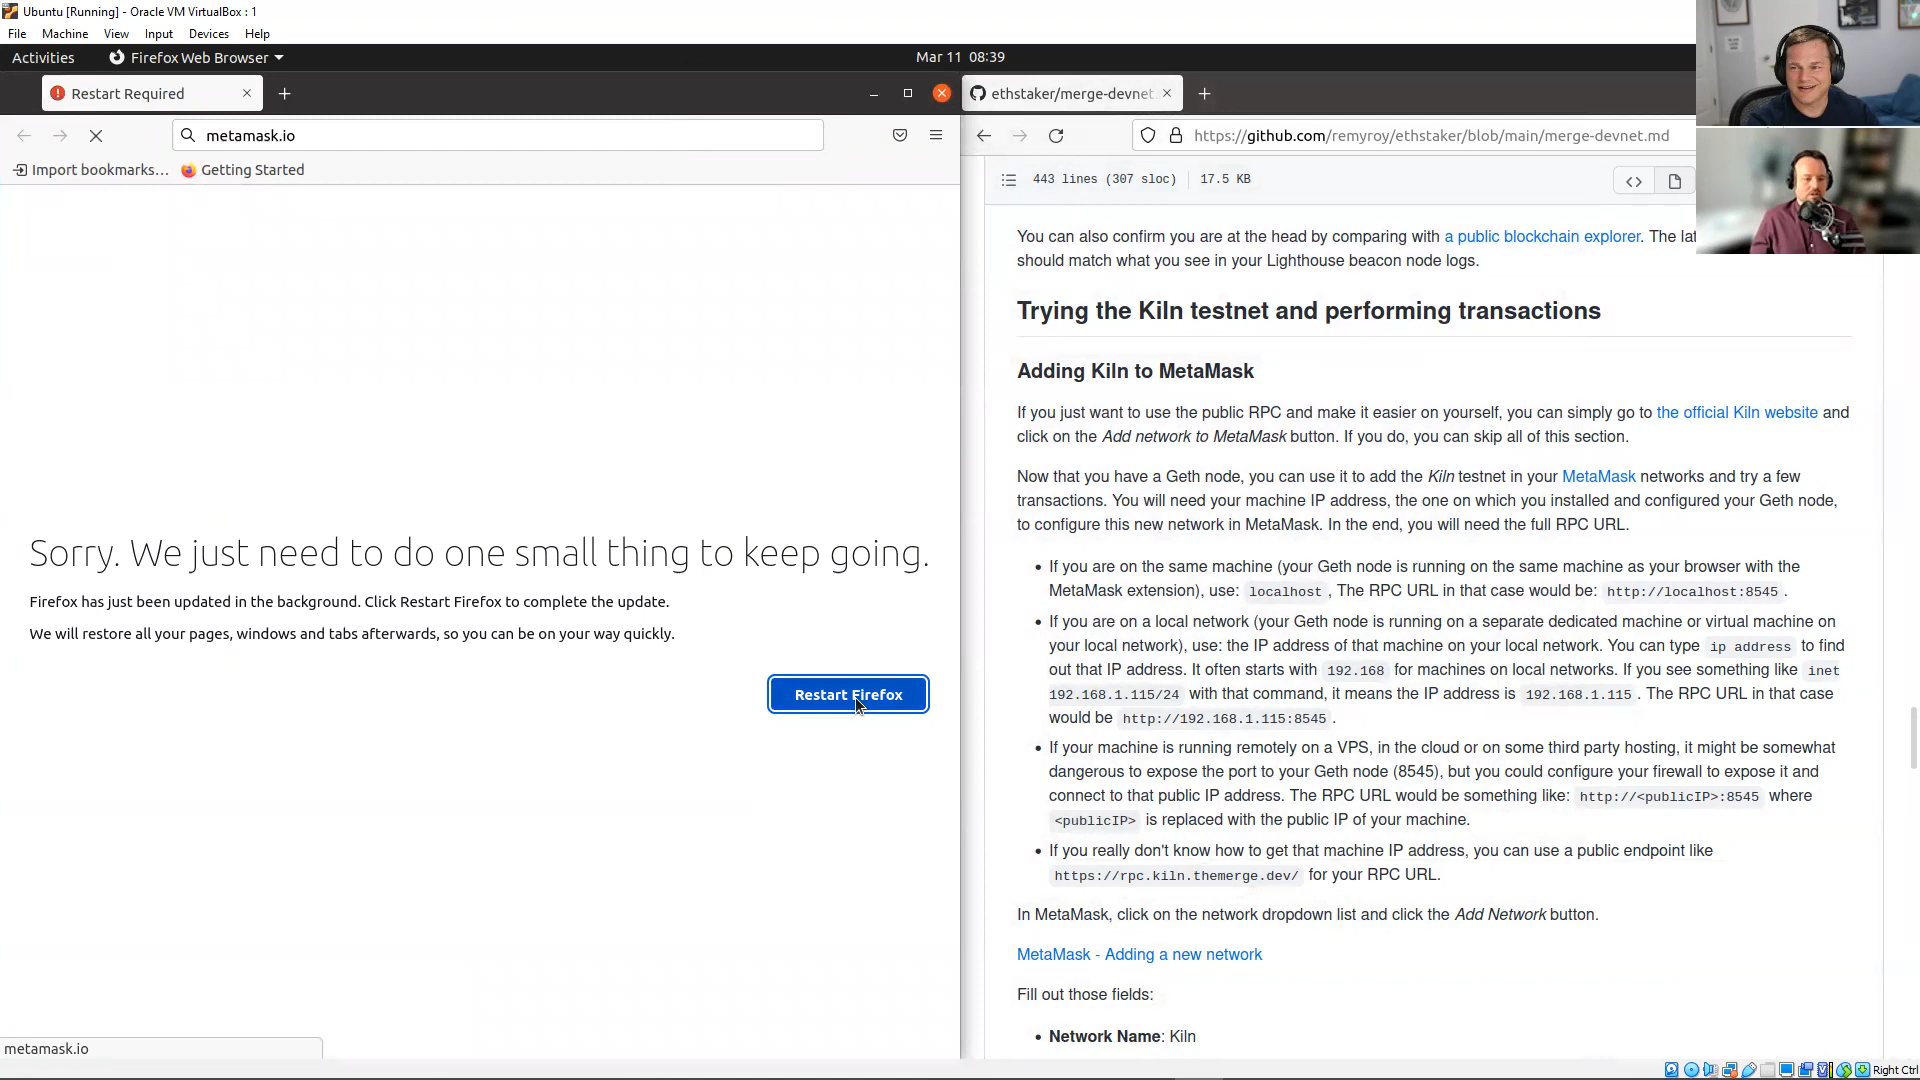 Ubuntu [Running] - Oracle VM VirtualBox : 1
File Machine View Input Devices Help
Activities Firefox Web Browser Mar 11 08:39
Restart Required
metamask.io
Import bookmarks... Getting Started
Sorry. We just need to do one small thing to keep going.
Firefox has just been updated in the background. Click Restart Firefox to complete the update.
We will restore all your pages, windows and tabs afterwards, so you can be on your way quickly.
Restart Firefox
metamask.io
ethstaker/merge-devnet.
https://github.com/remyroy/ethstaker/blob/main/merge-devnet.md
443 lines (307 sloc) 17.5 KB
You can also confirm you are at the head by comparing with a public blockchain explorer. The lat
should match what you see in your Lighthouse beacon node logs.
Trying the Kiln testnet and performing transactions
Adding Kiln to MetaMask
If you just want to use the public RPC and make it easier on yourself, you can simply go to the official Kiln website and
click on the Add network to MetaMask button. If you do, you can skip all of this section.
Now that you have a Geth node, you can use it to add the Kiln testnet in your MetaMask networks and try a few
transactions. You will need your machine IP address, the one on which you installed and configured your Geth node,
to configure this new network in MetaMask. In the end, you will need the full RPC URL.
• If you are on the same machine (your Geth node is running on the same machine as your browser with the
MetaMask extension), use: localhost , The RPC URL in that case would be: http://localhost:8545 .
• If you are on a local network (your Geth node is running on a separate dedicated machine or virtual machine on
your local network), use: the IP address of that machine on your local network. You can type ip address to find
out that IP address. It often starts with 192.168 for machines on local networks. If you see something like inet
192.168.1.115/24 with that command, it means the IP address is 192.168.1.115 . The RPC URL in that case
would be http://192.168.1.115:8545 .
• If your machine is running remotely on a VPS, in the cloud or on some third party hosting, it might be somewhat
dangerous to expose the port to your Geth node (8545), but you could configure your firewall to expose it and
connect to that public IP address. The RPC URL would be something like: http://<publicIP>:8545 where
<publicIP> is replaced with the public IP of your machine.
• If you really don't know how to get that machine IP address, you can use a public endpoint like
https://rpc.kiln.themerge.dev/ for your RPC URL.
In MetaMask, click on the network dropdown list and click the Add Network button.
MetaMask - Adding a new network
Fill out those fields:
• Network Name: Kiln
Right Ctrl